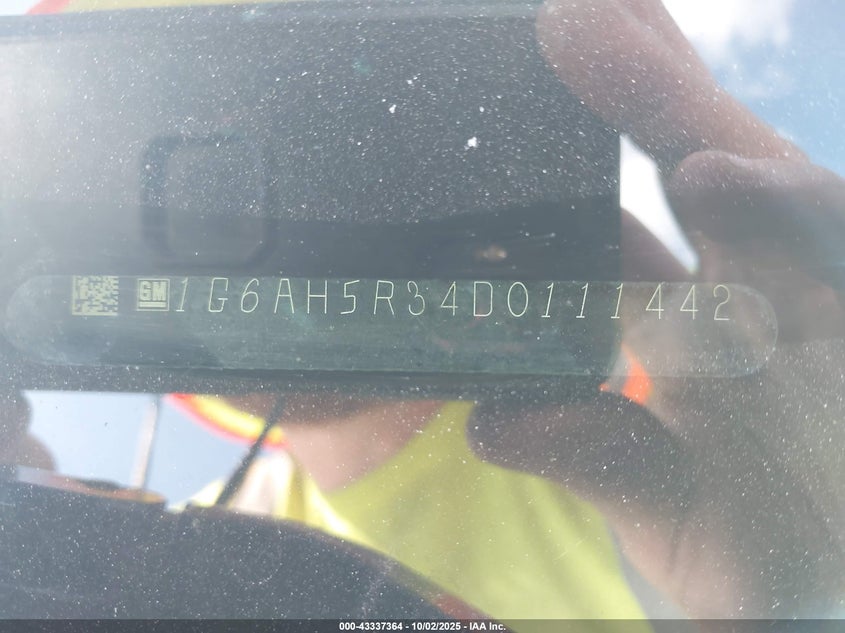 GM 1G6AH5R34D0111442
000-43337364 - 10/02/2025 - IAA Inc.